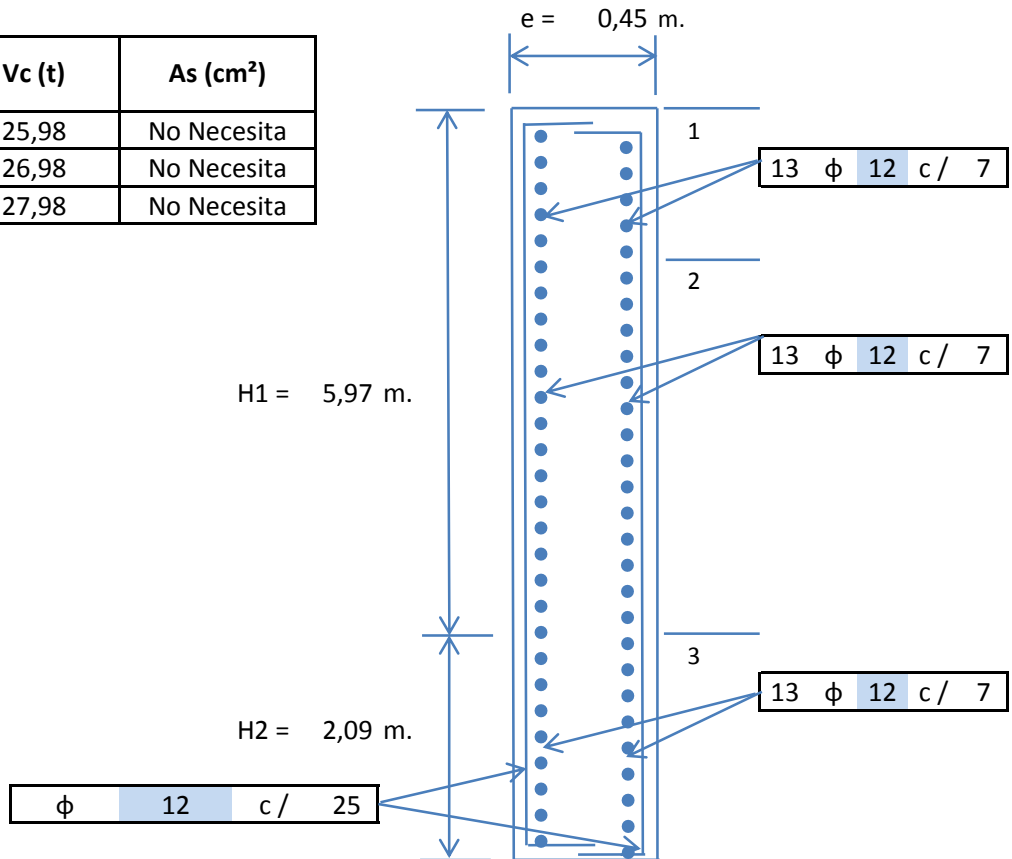 e = 0,45 m.
Vc (t) As (cm²)
25,98 No Necesita
26,98 No Necesita
27,98 No Necesita
1
13 ϕ 12 c / 7
2
13 ϕ 12 c / 7
H1 = 5,97 m.
3
13 ϕ 12 c / 7
H2 = 2,09 m.
ϕ 12 c / 25